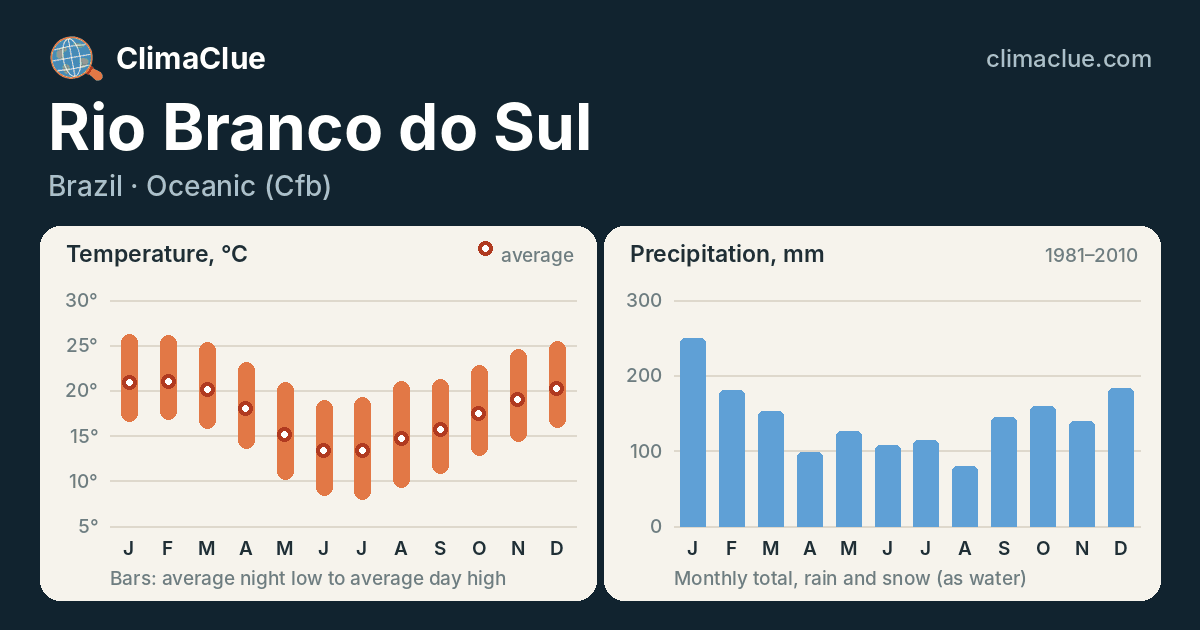 ClimaClue
climaclue.com
Rio Branco do Sul
Brazil · Oceanic (Cfb)
Temperature, °C
average
30°
25°
20°
15°
10°
5°
J F M A M J J A S O N D
Bars: average night low to average day high
Precipitation, mm
1981–2010
300
200
100
0
J F M A M J J A S O N D
Monthly total, rain and snow (as water)